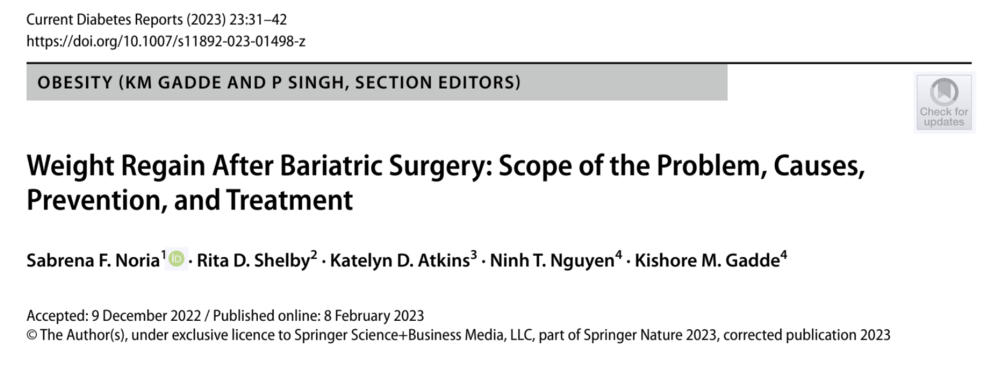 Current Diabetes Reports (2023) 23:31–42
https://doi.org/10.1007/s11892-023-01498-z
OBESITY (KM GADDE AND P SINGH, SECTION EDITORS)
Check for
updates
Weight Regain After Bariatric Surgery: Scope of the Problem, Causes,
Prevention, and Treatment
Sabrena F. Noria¹ iD · Rita D. Shelby² · Katelyn D. Atkins³ · Ninh T. Nguyen⁴ · Kishore M. Gadde⁴
Accepted: 9 December 2022 / Published online: 8 February 2023
© The Author(s), under exclusive licence to Springer Science+Business Media, LLC, part of Springer Nature 2023, corrected publication 2023